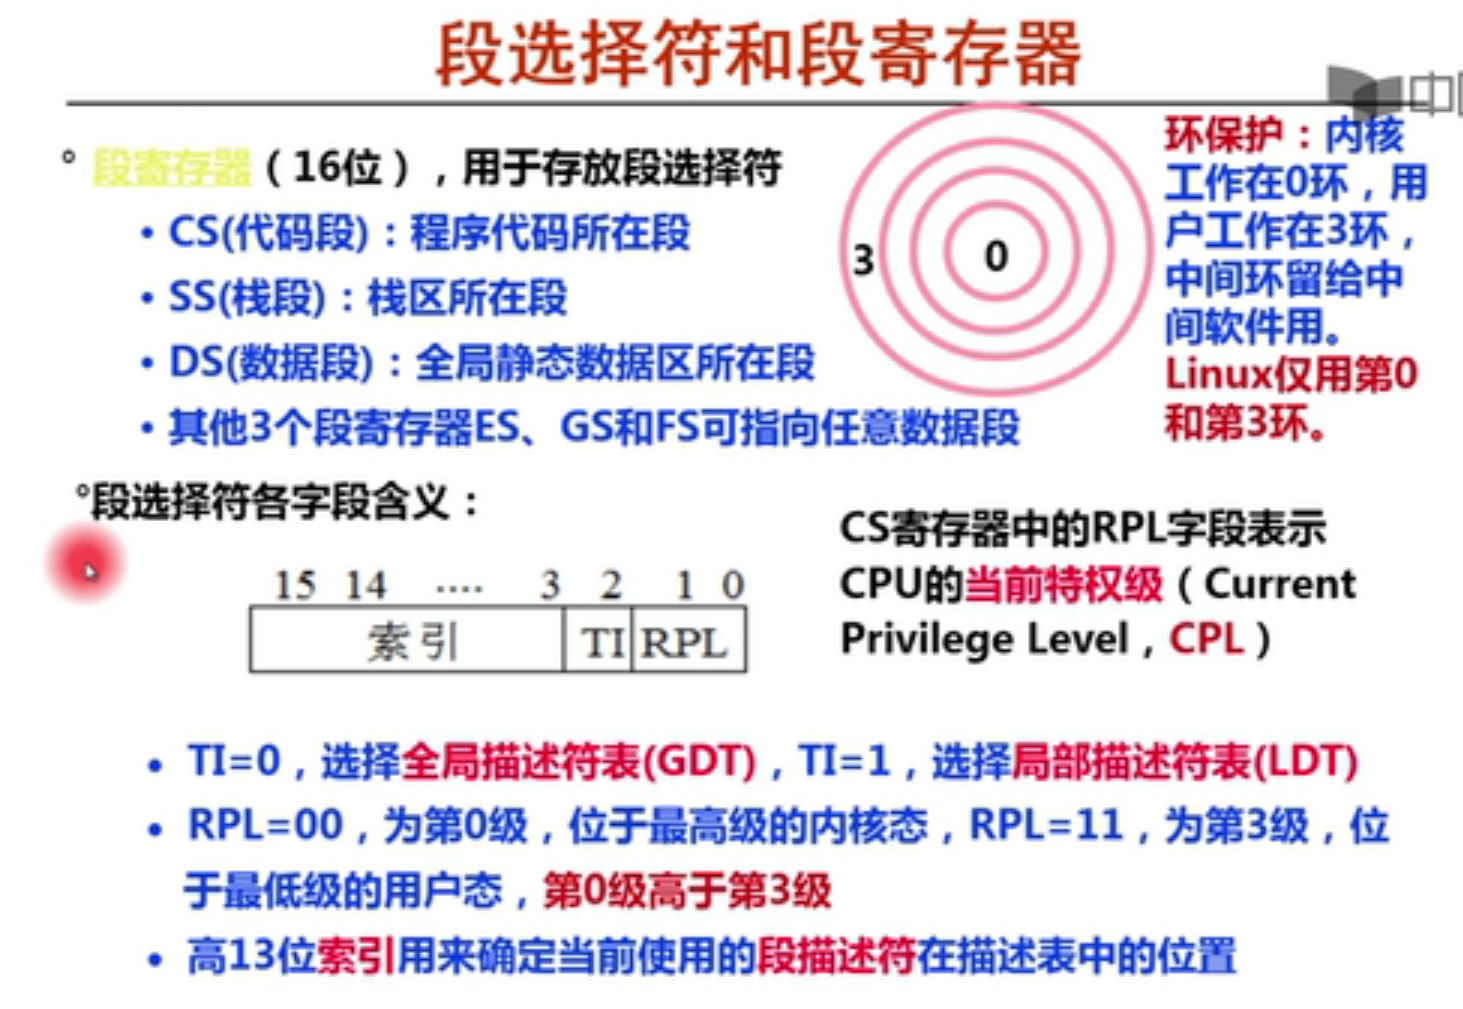 段选择符和段寄存器
中
° 段寄存器（16位），用于存放段选择符
• CS(代码段)：程序代码所在段
• SS(栈段)：栈区所在段
• DS(数据段)：全局静态数据区所在段
• 其他3个段寄存器ES、GS和FS可指向任意数据段
3
0
环保护：内核
工作在0环，用
户工作在3环，
中间环留给中
间软件用。
Linux仅用第0
和第3环。
°段选择符各字段含义：
15 14 ···· 3 2 1 0
索引 TI RPL
CS寄存器中的RPL字段表示
CPU的当前特权级（Current
Privilege Level，CPL）
• TI=0，选择全局描述符表(GDT)，TI=1，选择局部描述符表(LDT)
• RPL=00，为第0级，位于最高级的内核态，RPL=11，为第3级，位
于最低级的用户态，第0级高于第3级
• 高13位索引用来确定当前使用的段描述符在描述表中的位置